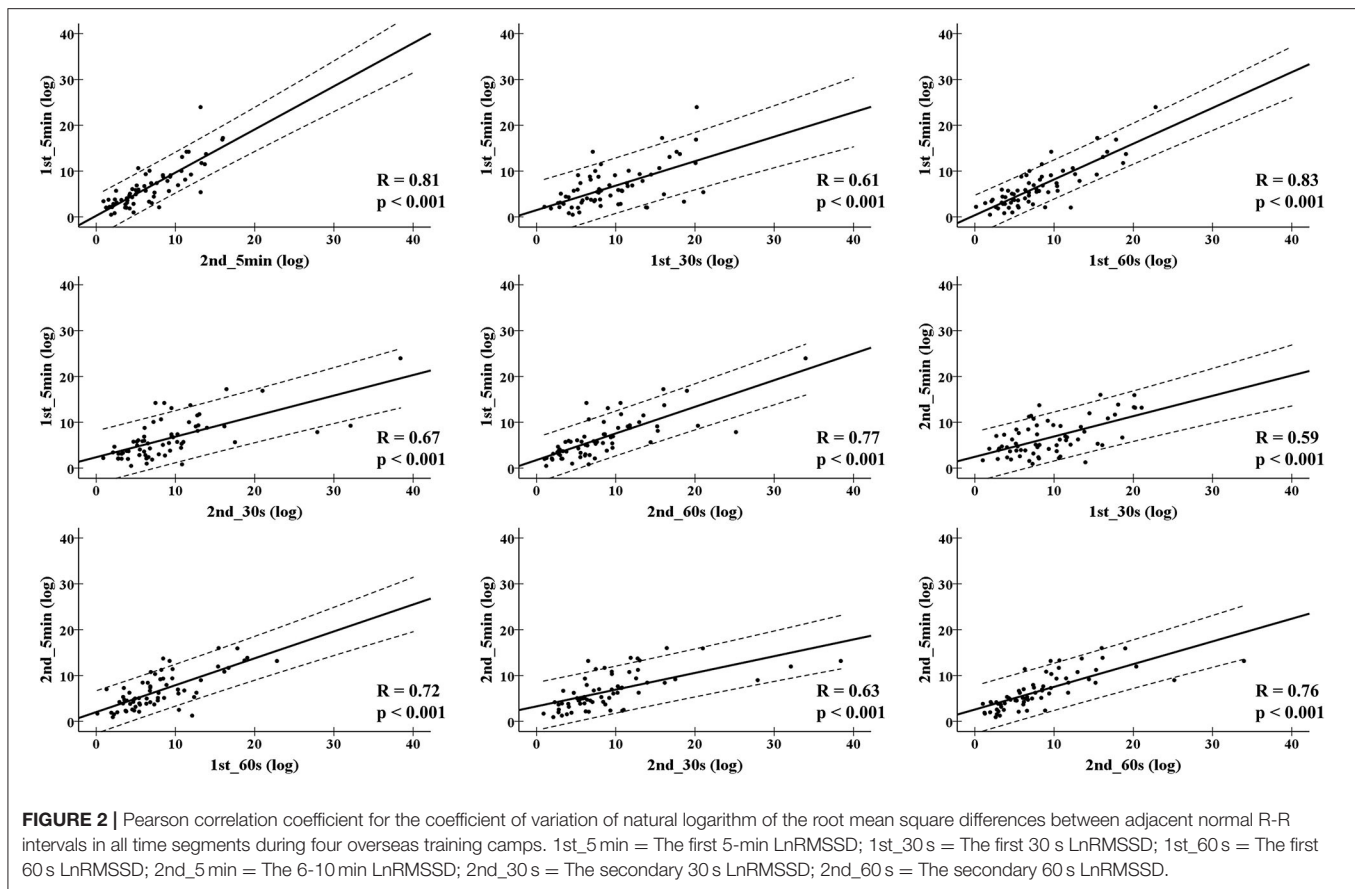 1st_5min (log)
40
30
20
10
0
R = 0.81
p < 0.001
0 10 20 30 40
2nd_5min (log)
1st_5min (log)
40
30
20
10
0
R = 0.61
p < 0.001
0 10 20 30 40
1st_30s (log)
1st_5min (log)
40
30
20
10
0
R = 0.83
p < 0.001
0 10 20 30 40
1st_60s (log)
1st_5min (log)
40
30
20
10
0
R = 0.67
p < 0.001
0 10 20 30 40
2nd_30s (log)
1st_5min (log)
40
30
20
10
0
R = 0.77
p < 0.001
0 10 20 30 40
2nd_60s (log)
2nd_5min (log)
40
30
20
10
0
R = 0.59
p < 0.001
0 10 20 30 40
1st_30s (log)
2nd_5min (log)
40
30
20
10
0
R = 0.72
p < 0.001
0 10 20 30 40
1st_60s (log)
2nd_5min (log)
40
30
20
10
0
R = 0.63
p < 0.001
0 10 20 30 40
2nd_30s (log)
2nd_5min (log)
40
30
20
10
0
R = 0.76
p < 0.001
0 10 20 30 40
2nd_60s (log)
FIGURE 2 | Pearson correlation coefficient for the coefficient of variation of natural logarithm of the root mean square differences between adjacent normal R-R
intervals in all time segments during four overseas training camps. 1st_5 min = The first 5-min LnRMSSD; 1st_30 s = The first 30 s LnRMSSD; 1st_60 s = The first
60 s LnRMSSD; 2nd_5 min = The 6-10 min LnRMSSD; 2nd_30 s = The secondary 30 s LnRMSSD; 2nd_60 s = The secondary 60 s LnRMSSD.